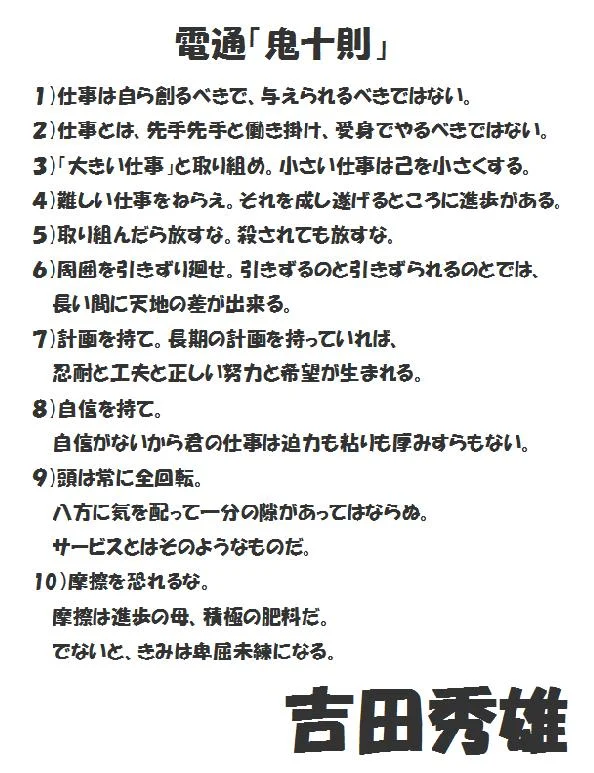 電通「鬼十則」
1）仕事は自ら創るべきで、与えられるべきではない。
2）仕事とは、先手先手と働き掛け、受身でやるべきではない。
3）「大きい仕事」と取り組め。小さい仕事は己を小さくする。
4）難しい仕事をねらえ。それを成し遂げるところに進歩がある。
5）取り組んだら放すな。殺されても放すな。
6）周囲を引きずり廻せ。引きずるのと引きずられるのとでは、
長い間に天地の差が出来る。
7）計画を持て。長期の計画を持っていれば、
忍耐と工夫と正しい努力と希望が生まれる。
8）自信を持て。
自信がないから君の仕事は迫力も粘りも厚みすらもない。
9）頭は常に全回転。
八方に気を配って一分の隙があってはならぬ。
サービスとはそのようなものだ。
10）摩擦を恐れるな。
摩擦は進歩の母、積極の肥料だ。
でないと、きみは卑屈未練になる。
吉田秀雄